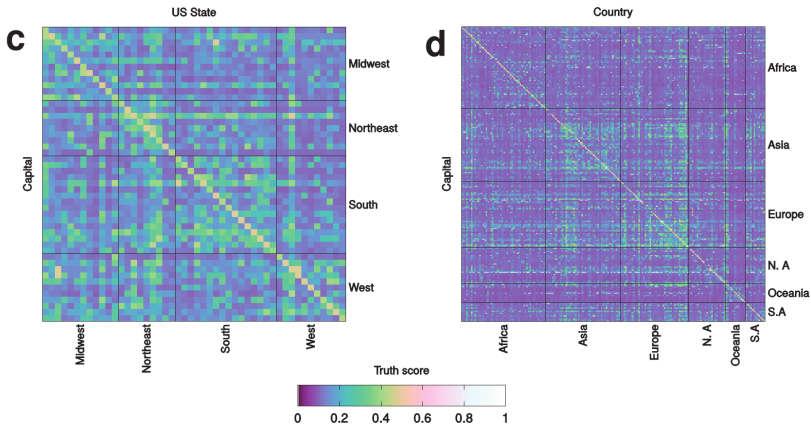 c
US State
Capital
Midwest
Northeast
South
West
Midwest
Northeast
South
West
d
Country
Capital
Africa
Asia
Europe
N. A
Oceania
S.A
Africa
Asia
Europe
N. A
Oceania
S.A
Truth score
0 0.2 0.4 0.6 0.8 1